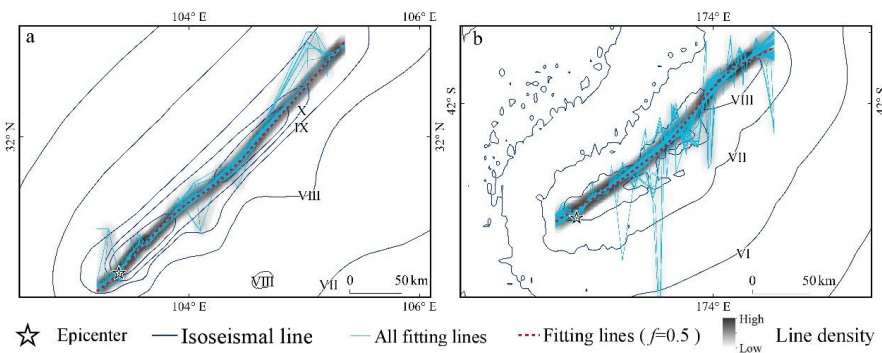 104° E 106° E 174° E
a b
32° N 32° N 42° S 42° S
X
IX
VIII
VIII
VII
VIII
VII
VI
0 50 km
0 50 km
104° E 106° E 174° E
Epicenter Isoseismal line All fitting lines Fitting lines ( f=0.5 ) High Low Line density